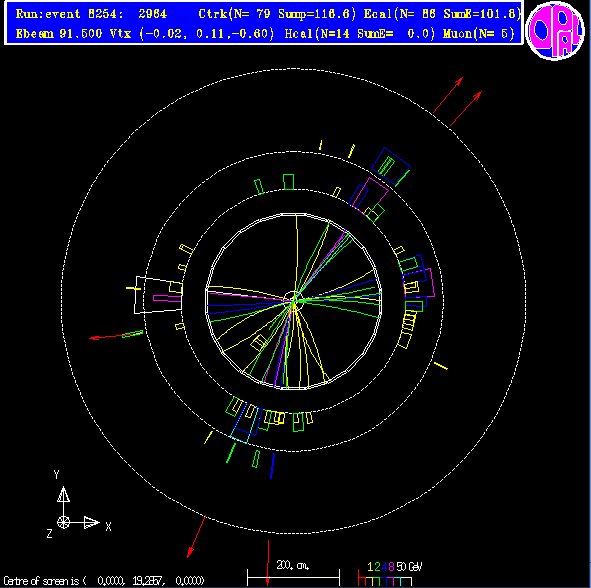 Run:event 8254: 2964 Ctrk(N= 79 Sump=116.6) Ecal(N= 86 SumE=101.8)
Ebeam 91.500 Vtx (-0.02, 0.11,-0.60) Hcal(N=14 SumE= 0.0) Muon(N= 5)
OPAL
Y
X
Z
200. cm.
Centre of screen is ( 0.0000, 19.2857, 0.0000)
1 2 4 8 50 GeV